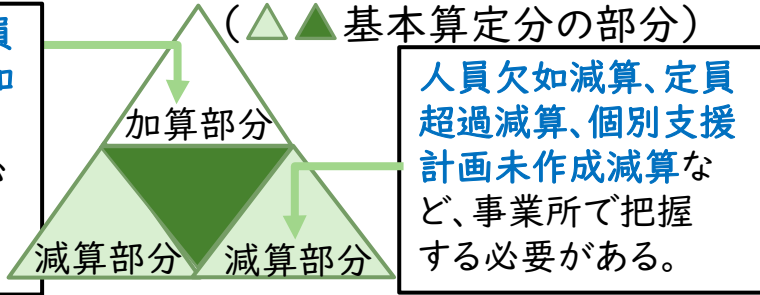 員
加
(△▲基本算定分の部分)
加算部分
減算部分
減算部分
人員欠如減算、定員
超過減算、個別支援
計画未作成減算な
ど、事業所で把握
する必要がある。